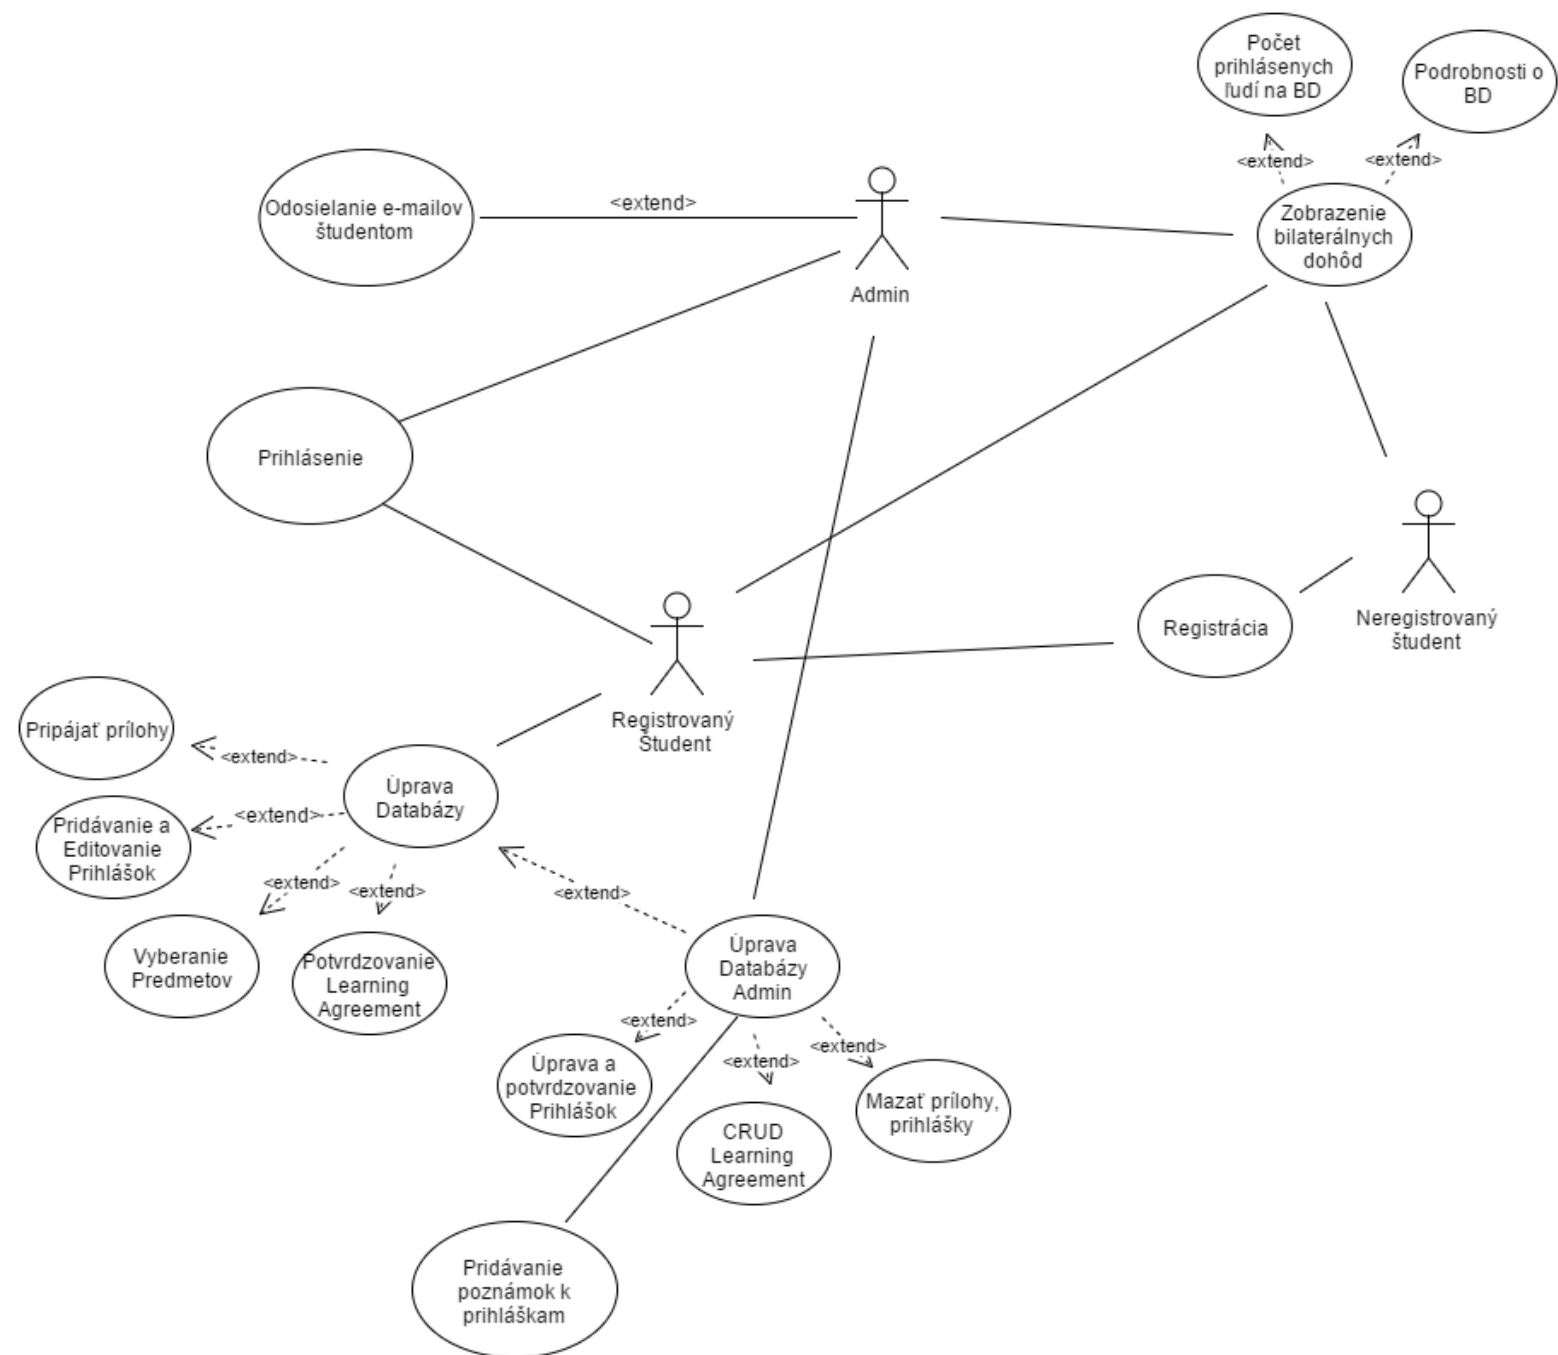 Počet
prihlásenych
ľudí na BD
Podrobnosti o
BD
<extend>
<extend>
Odosielanie e-mailov
študentom
<extend>
Zobrazenie
bilaterálnych
dohôd
Admin
Prihlásenie
Registrácia
Neregistrovaný
študent
Registrovaný
Študent
Pripájať prílohy
<extend>
Úprava
Databázy
Pridávanie a
Editovanie
Prihlášok
<extend>
<extend>
<extend>
<extend>
Vyberanie
Predmetov
Potvrdzovanie
Learning
Agreement
Úprava
Databázy
Admin
<extend>
<extend>
<extend>
Úprava a
potvrdzovanie
Prihlášok
CRUD
Learning
Agreement
Mazať prílohy,
prihlášky
Pridávanie
poznámok k
prihláškam